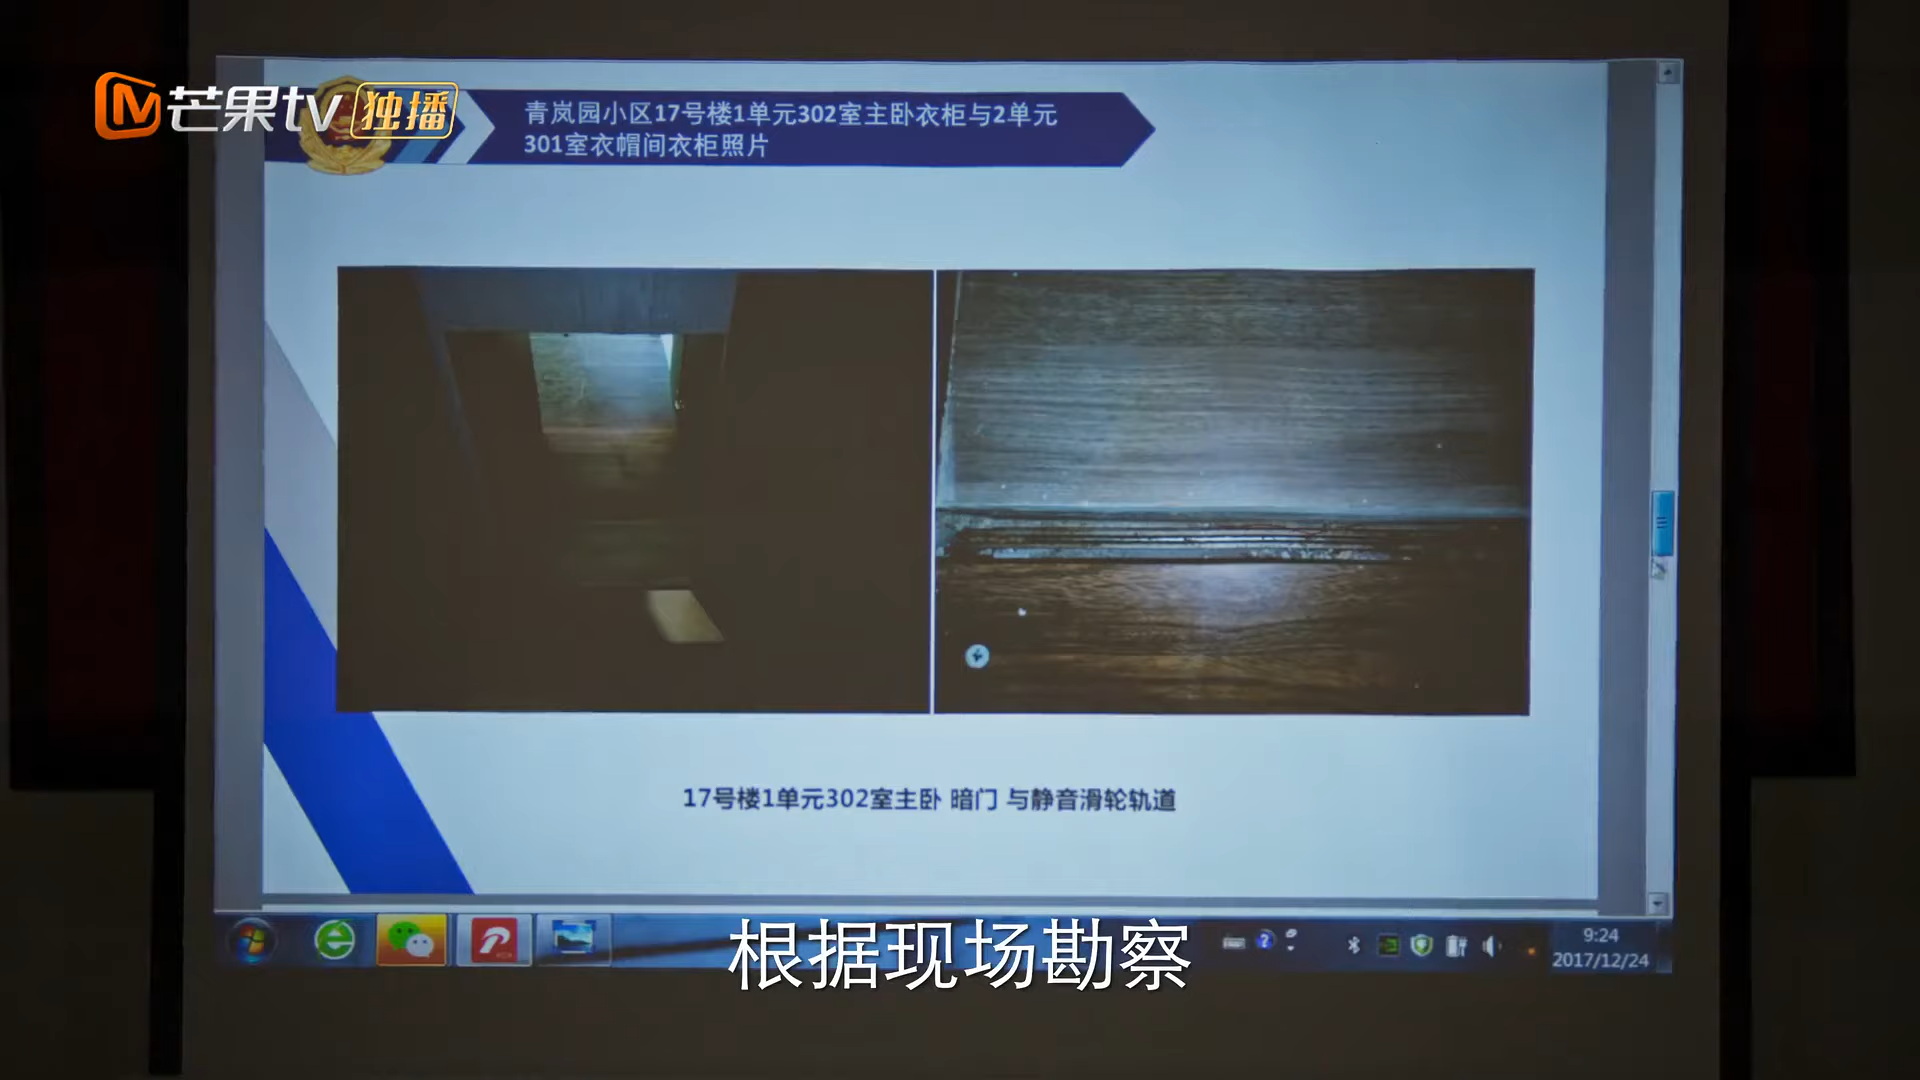 芒果tv 独播
青岚园小区17号楼1单元302室主卧衣柜与2单元
301室衣帽间衣柜照片
17号楼1单元302室主卧 暗门 与静音滑轮轨道
9:24
2017/12/24
根据现场勘察